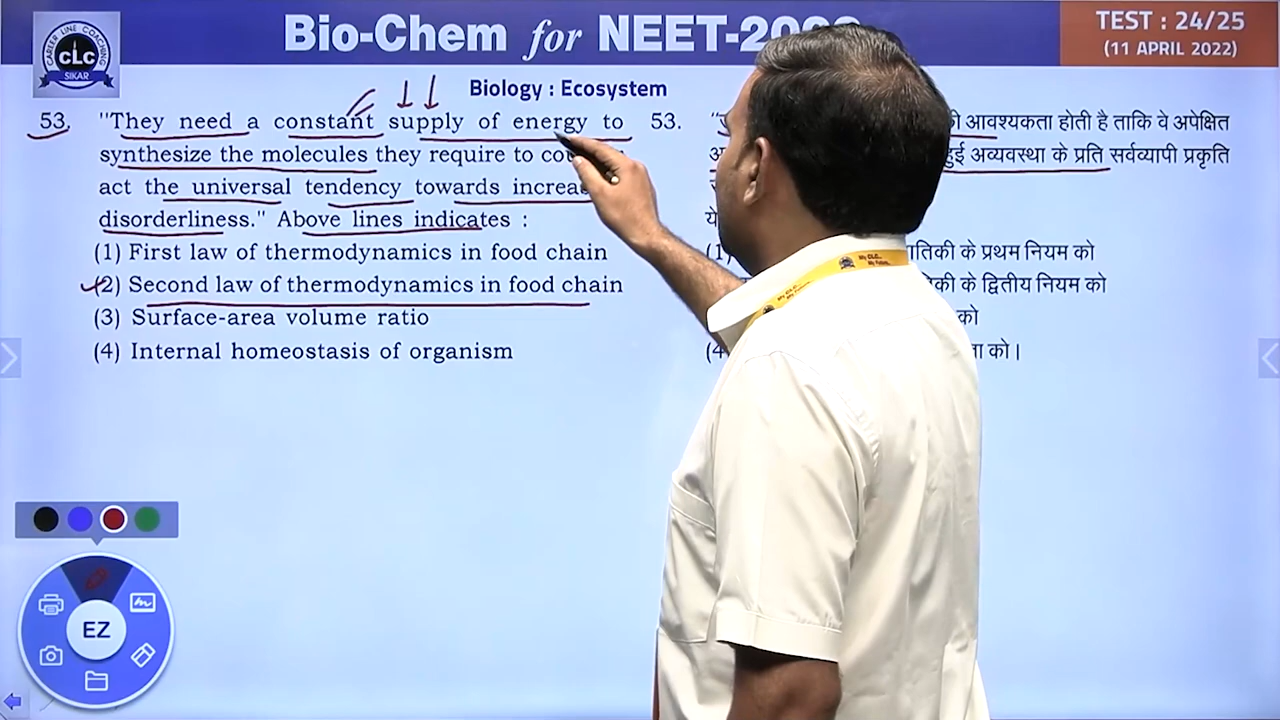 Bio-Chem for NEET-20
TEST : 24/25
(11 APRIL 2022)
CAREER LINE COACHING
CLC
SIKAR
Biology : Ecosystem
53. "They need a constant supply of energy to
synthesize the molecules they require to
act the universal tendency towards
disorderliness." Above lines indicates :
(1) First law of thermodynamics in food chain
(2) Second law of thermodynamics in food chain
(3) Surface-area volume ratio
(4) Internal homeostasis of organism
53.
आवश्यकता होती है ताकि वे अपेक्षित
हुई अव्यवस्था के प्रति सर्वव्यापी प्रकृति
(1) के प्रथम नियम को
के द्वितीय नियम को
को
(4 को।
EZ